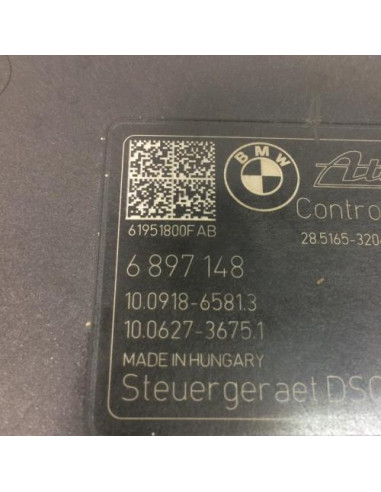 BMW
Ate
Contro
61951800FAB
28.5165-320
6 897 148
10.0918-6581.3
10.0627-3675.1
MADE IN HUNGARY
Steuergeraet DSC